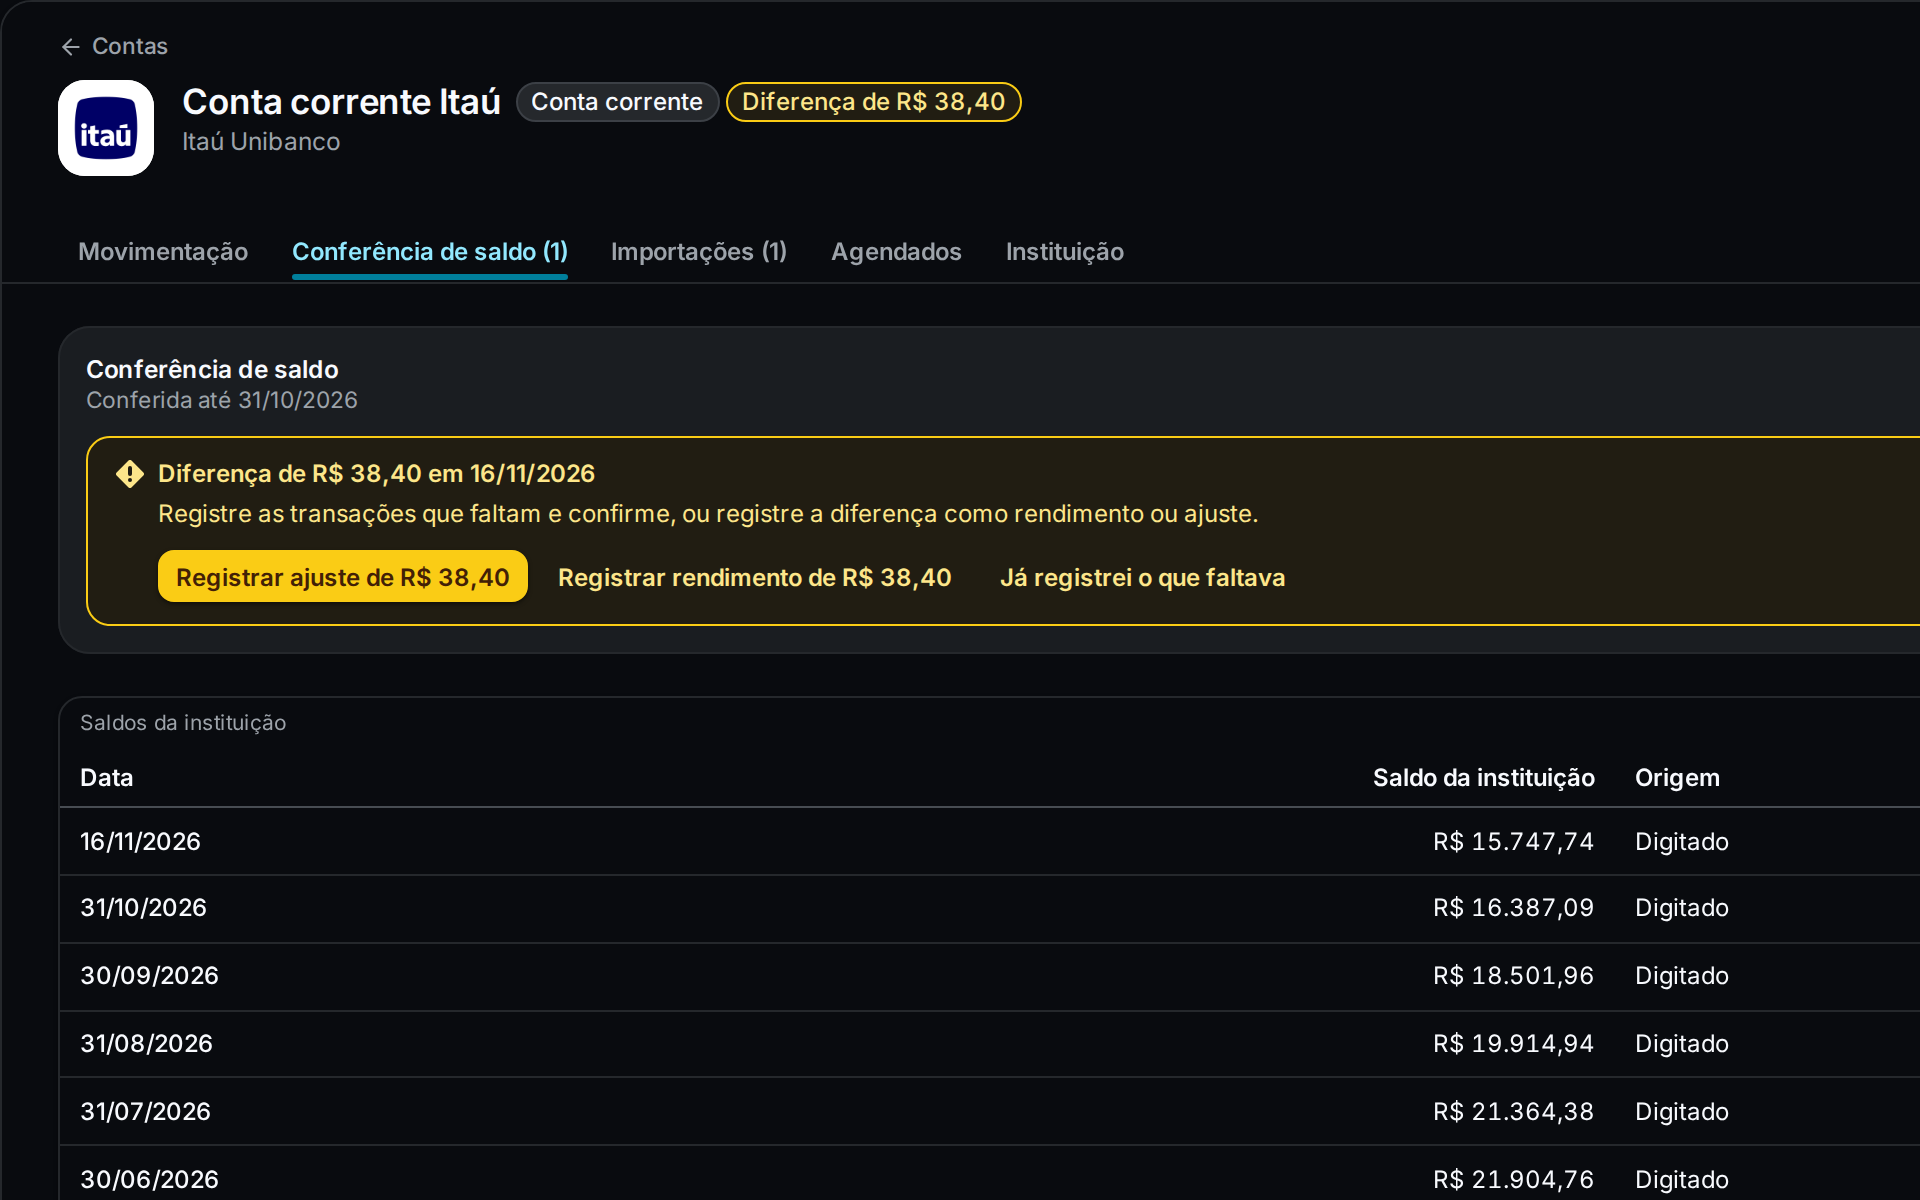 Contas
itaú
Conta corrente Itaú
Conta corrente
Diferença de R$ 38,40
Itaú Unibanco
Movimentação
Conferência de saldo (1)
Importações (1)
Agendados
Instituição
Conferência de saldo
Conferida até 31/10/2026
Diferença de R$ 38,40 em 16/11/2026
Registre as transações que faltam e confirme, ou registre a diferença como rendimento ou ajuste.
Registrar ajuste de R$ 38,40
Registrar rendimento de R$ 38,40
Já registrei o que faltava
Saldos da instituição
Data
Saldo da instituição
Origem
16/11/2026
R$ 15.747,74
Digitado
31/10/2026
R$ 16.387,09
Digitado
30/09/2026
R$ 18.501,96
Digitado
31/08/2026
R$ 19.914,94
Digitado
31/07/2026
R$ 21.364,38
Digitado
30/06/2026
R$ 21.904,76
Digitado